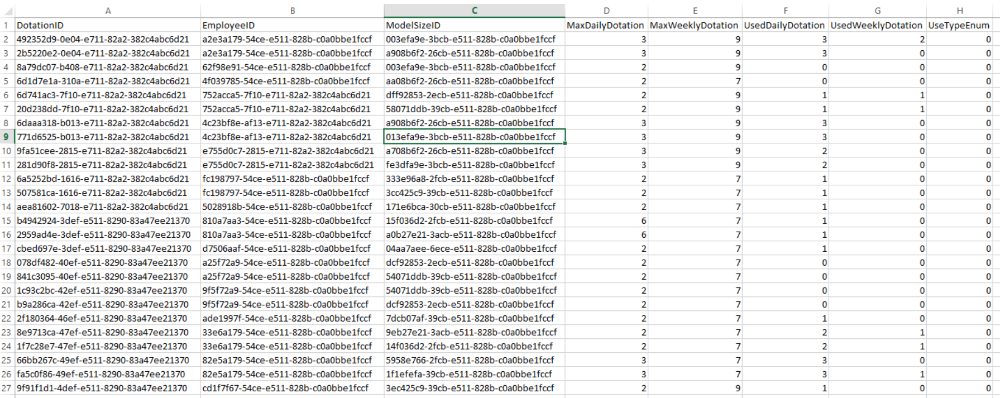 A B C D E F G H
1 DotationID EmployeeID ModelSizeID MaxDailyDotation MaxWeeklyDotation UsedDailyDotation UsedWeeklyDotation UseTypeEnum
2 492352d9-0e04-e711-82a2-382c4abc6d21 a2e3a179-54ce-e511-828b-c0a0bbe1fccf 003efa9e-3bcb-e511-828b-c0a0bbe1fccf 3 9 3 2 0
3 2b5220e2-0e04-e711-82a2-382c4abc6d21 a2e3a179-54ce-e511-828b-c0a0bbe1fccf a908b6f2-26cb-e511-828b-c0a0bbe1fccf 3 9 3 0 0
4 8a79dc07-b408-e711-82a2-382c4abc6d21 62f98e91-54ce-e511-828b-c0a0bbe1fccf 003efa9e-3bcb-e511-828b-c0a0bbe1fccf 2 9 0 0 0
5 6d1d7e1a-310a-e711-82a2-382c4abc6d21 4f039785-54ce-e511-828b-c0a0bbe1fccf aa08b6f2-26cb-e511-828b-c0a0bbe1fccf 2 7 0 0 0
6 6d741ac3-7f10-e711-82a2-382c4abc6d21 752acca5-7f10-e711-82a2-382c4abc6d21 dff92853-2ecb-e511-828b-c0a0bbe1fccf 2 9 1 1 0
7 20d238dd-7f10-e711-82a2-382c4abc6d21 752acca5-7f10-e711-82a2-382c4abc6d21 58071ddb-39cb-e511-828b-c0a0bbe1fccf 2 9 1 1 0
8 6daaa318-b013-e711-82a2-382c4abc6d21 4c23bf8e-af13-e711-82a2-382c4abc6d21 a908b6f2-26cb-e511-828b-c0a0bbe1fccf 3 9 3 0 0
9 771d6525-b013-e711-82a2-382c4abc6d21 4c23bf8e-af13-e711-82a2-382c4abc6d21 013efa9e-3bcb-e511-828b-c0a0bbe1fccf 3 9 3 0 0
10 9fa51cee-2815-e711-82a2-382c4abc6d21 e755d0c7-2815-e711-82a2-382c4abc6d21 a708b6f2-26cb-e511-828b-c0a0bbe1fccf 3 9 2 0 0
11 281d90f8-2815-e711-82a2-382c4abc6d21 e755d0c7-2815-e711-82a2-382c4abc6d21 fe3dfa9e-3bcb-e511-828b-c0a0bbe1fccf 3 9 2 0 0
12 6a5252bd-1616-e711-82a2-382c4abc6d21 fc198797-54ce-e511-828b-c0a0bbe1fccf 333e96a8-2fcb-e511-828b-c0a0bbe1fccf 2 7 1 0 0
13 507581ca-1616-e711-82a2-382c4abc6d21 fc198797-54ce-e511-828b-c0a0bbe1fccf 3cc425c9-39cb-e511-828b-c0a0bbe1fccf 2 7 1 0 0
14 aea81602-7018-e711-82a2-382c4abc6d21 5028918b-54ce-e511-828b-c0a0bbe1fccf 171e6bca-30cb-e511-828b-c0a0bbe1fccf 2 7 1 0 0
15 b4942924-3def-e511-8290-83a47ee21370 810a7aa3-54ce-e511-828b-c0a0bbe1fccf 15f036d2-2fcb-e511-828b-c0a0bbe1fccf 6 7 1 0 0
16 2959ad4e-3def-e511-8290-83a47ee21370 810a7aa3-54ce-e511-828b-c0a0bbe1fccf a0b27e21-3acb-e511-828b-c0a0bbe1fccf 6 7 1 0 0
17 cbed697e-3def-e511-8290-83a47ee21370 d7506aaf-54ce-e511-828b-c0a0bbe1fccf 04aa7aee-6ece-e511-828b-c0a0bbe1fccf 2 7 1 0 0
18 078df482-40ef-e511-8290-83a47ee21370 a25f72a9-54ce-e511-828b-c0a0bbe1fccf dcf92853-2ecb-e511-828b-c0a0bbe1fccf 2 7 0 0 0
19 841c3095-40ef-e511-8290-83a47ee21370 a25f72a9-54ce-e511-828b-c0a0bbe1fccf 54071ddb-39cb-e511-828b-c0a0bbe1fccf 2 7 0 0 0
20 1c93c2bc-42ef-e511-8290-83a47ee21370 9f5f72a9-54ce-e511-828b-c0a0bbe1fccf 54071ddb-39cb-e511-828b-c0a0bbe1fccf 2 7 0 0 0
21 b9a286ca-42ef-e511-8290-83a47ee21370 9f5f72a9-54ce-e511-828b-c0a0bbe1fccf dcf92853-2ecb-e511-828b-c0a0bbe1fccf 2 7 0 0 0
22 2f180364-46ef-e511-8290-83a47ee21370 ade1997f-54ce-e511-828b-c0a0bbe1fccf 7dcb07af-39cb-e511-828b-c0a0bbe1fccf 2 7 1 0 0
23 8e9713ca-47ef-e511-8290-83a47ee21370 33e6a179-54ce-e511-828b-c0a0bbe1fccf 9eb27e21-3acb-e511-828b-c0a0bbe1fccf 2 7 2 1 0
24 1f7c28e7-47ef-e511-8290-83a47ee21370 33e6a179-54ce-e511-828b-c0a0bbe1fccf 14f036d2-2fcb-e511-828b-c0a0bbe1fccf 2 7 2 1 0
25 66bb267c-49ef-e511-8290-83a47ee21370 82e5a179-54ce-e511-828b-c0a0bbe1fccf 5958e766-2fcb-e511-828b-c0a0bbe1fccf 3 7 3 0 0
26 fa5c0f86-49ef-e511-8290-83a47ee21370 82e5a179-54ce-e511-828b-c0a0bbe1fccf 1f1efefa-39cb-e511-828b-c0a0bbe1fccf 3 7 3 1 0
27 9f91f1d1-4def-e511-8290-83a47ee21370 cd1f7f67-54ce-e511-828b-c0a0bbe1fccf 3ec425c9-39cb-e511-828b-c0a0bbe1fccf 2 9 1 0 0